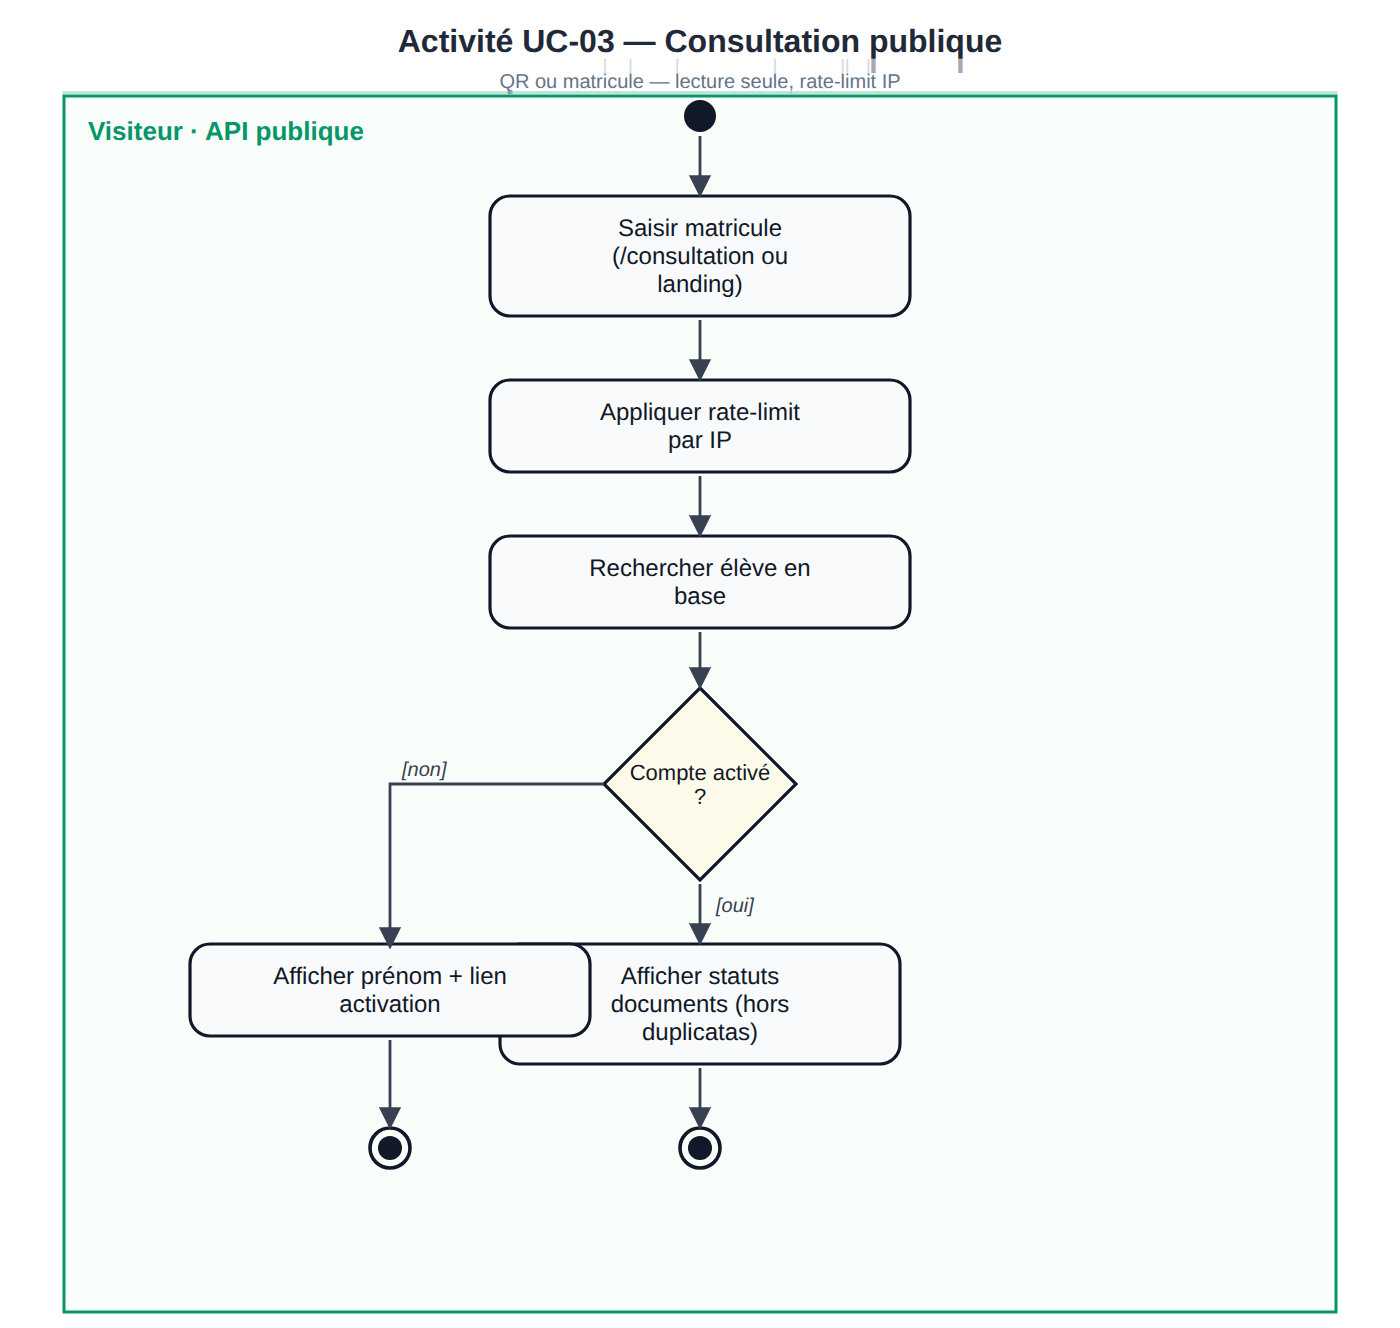 Activité UC-03 — Consultation publique
QR ou matricule — lecture seule, rate-limit IP
Visiteur · API publique
Saisir matricule
(/consultation ou
landing)
Appliquer rate-limit
par IP
Rechercher élève en
base
Compte activé
?
[non]
[oui]
Afficher prénom + lien
activation
Afficher statuts
documents (hors
duplicatas)